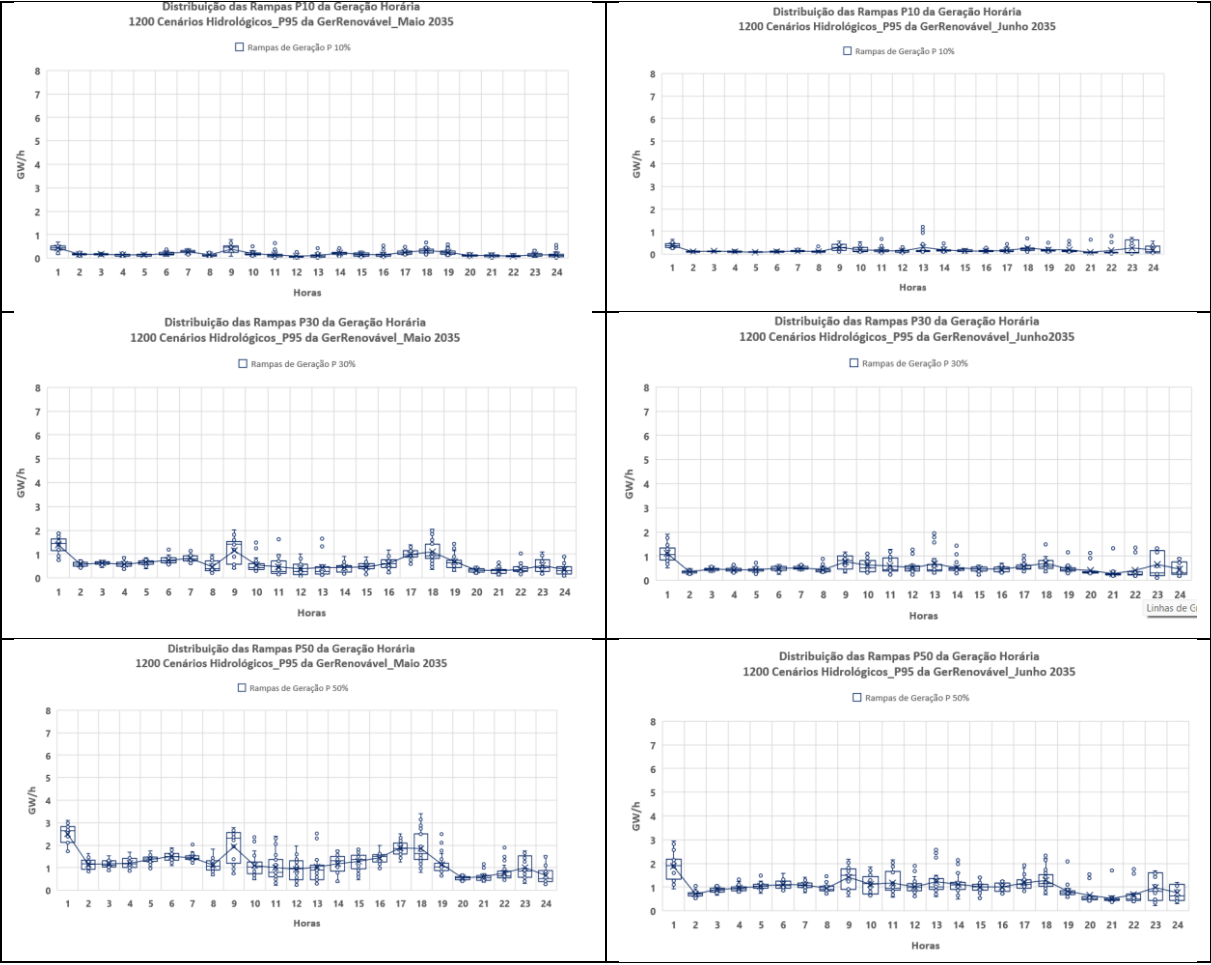 Distribuição das Rampas P10 da Geração Horária
1200 Cenários Hidrológicos_P95 da GerRenovável_Maio 2035
Rampas de Geração P 10%
8
7
6
5
4
3
2
1
0
GW/h
1 2 3 4 5 6 7 8 9 10 11 12 13 14 15 16 17 18 19 20 21 22 23 24
Horas
Distribuição das Rampas P10 da Geração Horária
1200 Cenários Hidrológicos_P95 da GerRenovável_Junho 2035
Rampas de Geração P 10%
8
7
6
5
4
3
2
1
0
GW/h
1 2 3 4 5 6 7 8 9 10 11 12 13 14 15 16 17 18 19 20 21 22 23 24
Horas
Distribuição das Rampas P30 da Geração Horária
1200 Cenários Hidrológicos_P95 da GerRenovável_Maio 2035
Rampas de Geração P 30%
8
7
6
5
4
3
2
1
0
GW/h
1 2 3 4 5 6 7 8 9 10 11 12 13 14 15 16 17 18 19 20 21 22 23 24
Horas
Distribuição das Rampas P30 da Geração Horária
1200 Cenários Hidrológicos_P95 da GerRenovável_Junho2035
Rampas de Geração P 30%
8
7
6
5
4
3
2
1
0
GW/h
1 2 3 4 5 6 7 8 9 10 11 12 13 14 15 16 17 18 19 20 21 22 23 24
Linhas de G
Horas
Distribuição das Rampas P50 da Geração Horária
1200 Cenários Hidrológicos_P95 da GerRenovável_Maio 2035
Rampas de Geração P 50%
8
7
6
5
4
3
2
1
0
GW/h
1 2 3 4 5 6 7 8 9 10 11 12 13 14 15 16 17 18 19 20 21 22 23 24
Horas
Distribuição das Rampas P50 da Geração Horária
1200 Cenários Hidrológicos_P95 da GerRenovável_Junho 2035
Rampas de Geração P 50%
8
7
6
5
4
3
2
1
0
GW/h
1 2 3 4 5 6 7 8 9 10 11 12 13 14 15 16 17 18 19 20 21 22 23 24
Horas